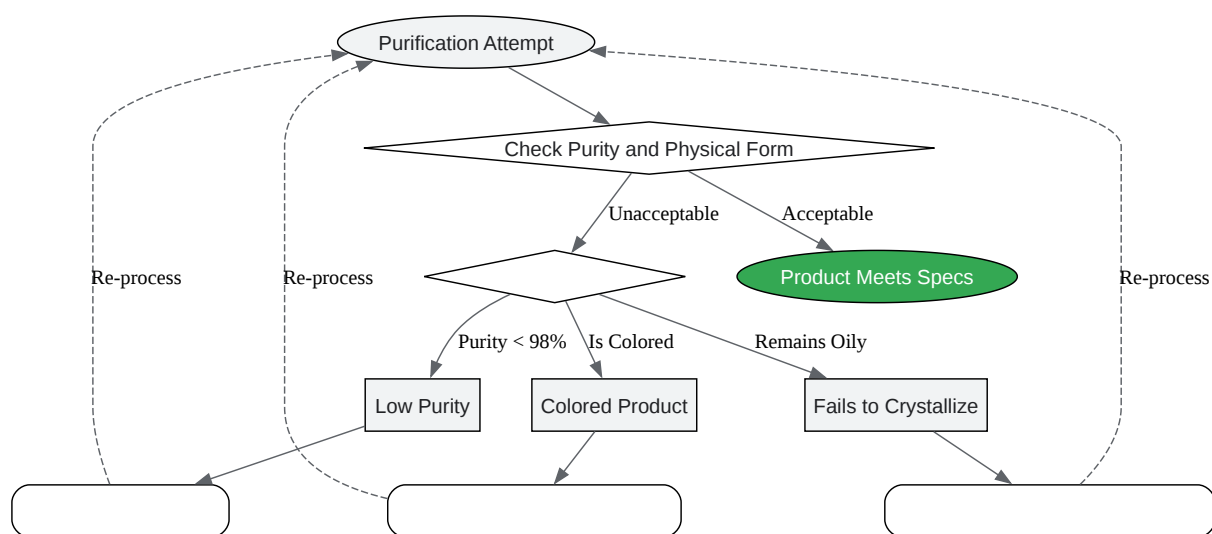 Purification Attempt
Check Purity and Physical Form
Unacceptable
Acceptable
Re-process
Re-process
Product Meets Specs
Re-process
Purity < 98%
Is Colored
Remains Oily
Low Purity
Colored Product
Fails to Crystallize